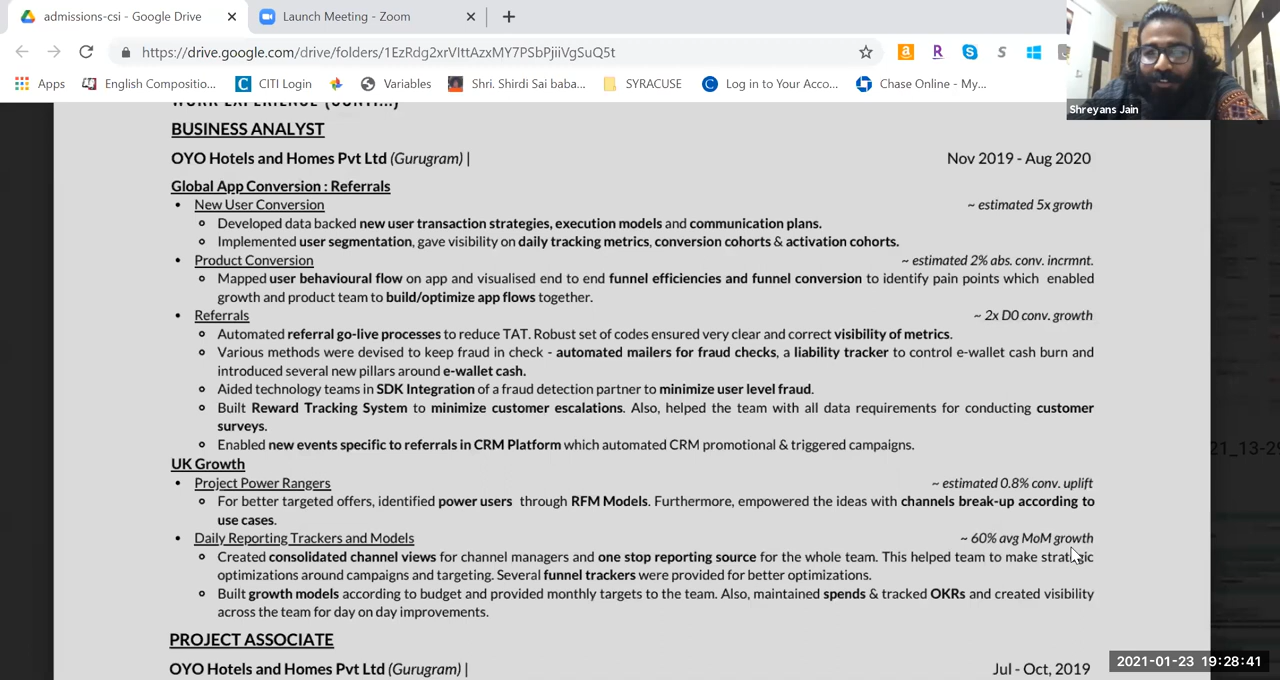 admissions-csi - Google Drive
Launch Meeting - Zoom
https://drive.google.com/drive/folders/1EzRdg2xrVIttAzxMY7PSbPjiiVgSuQ5t
Apps English Compositio... CITI Login Variables Shri. Shirdi Sai baba... SYRACUSE Log in to Your Acco... Chase Online - My...
Shreyans Jain
WORK EXPERIENCE (CONTI...)
BUSINESS ANALYST
OYO Hotels and Homes Pvt Ltd (Gurugram) | Nov 2019 - Aug 2020
Global App Conversion : Referrals
• New User Conversion ~ estimated 5x growth
Developed data backed new user transaction strategies, execution models and communication plans.
Implemented user segmentation, gave visibility on daily tracking metrics, conversion cohorts & activation cohorts.
• Product Conversion ~ estimated 2% abs. conv. incrmnt.
Mapped user behavioural flow on app and visualised end to end funnel efficiencies and funnel conversion to identify pain points which enabled
growth and product team to build/optimize app flows together.
• Referrals ~ 2x D0 conv. growth
Automated referral go-live processes to reduce TAT. Robust set of codes ensured very clear and correct visibility of metrics.
Various methods were devised to keep fraud in check - automated mailers for fraud checks, a liability tracker to control e-wallet cash burn and
introduced several new pillars around e-wallet cash.
Aided technology teams in SDK Integration of a fraud detection partner to minimize user level fraud.
Built Reward Tracking System to minimize customer escalations. Also, helped the team with all data requirements for conducting customer
surveys.
Enabled new events specific to referrals in CRM Platform which automated CRM promotional & triggered campaigns.
UK Growth
• Project Power Rangers ~ estimated 0.8% conv. uplift
For better targeted offers, identified power users through RFM Models. Furthermore, empowered the ideas with channels break-up according to
use cases.
• Daily Reporting Trackers and Models ~ 60% avg MoM growth
Created consolidated channel views for channel managers and one stop reporting source for the whole team. This helped team to make strategic
optimizations around campaigns and targeting. Several funnel trackers were provided for better optimizations.
Built growth models according to budget and provided monthly targets to the team. Also, maintained spends & tracked OKRs and created visibility
across the team for day on day improvements.
PROJECT ASSOCIATE
OYO Hotels and Homes Pvt Ltd (Gurugram) | Jul - Oct, 2019
21_13-29
2021-01-23 19:28:41